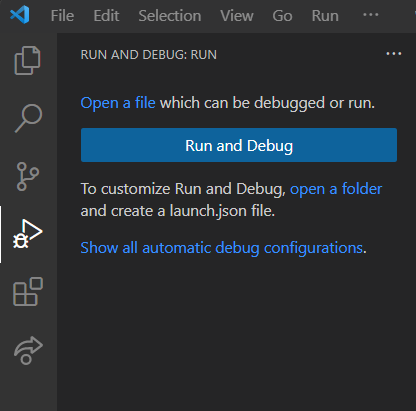 File Edit Selection View Go Run ···
RUN AND DEBUG: RUN ···
Open a file which can be debugged or run.
Run and Debug
To customize Run and Debug, open a folder
and create a launch.json file.
Show all automatic debug configurations.